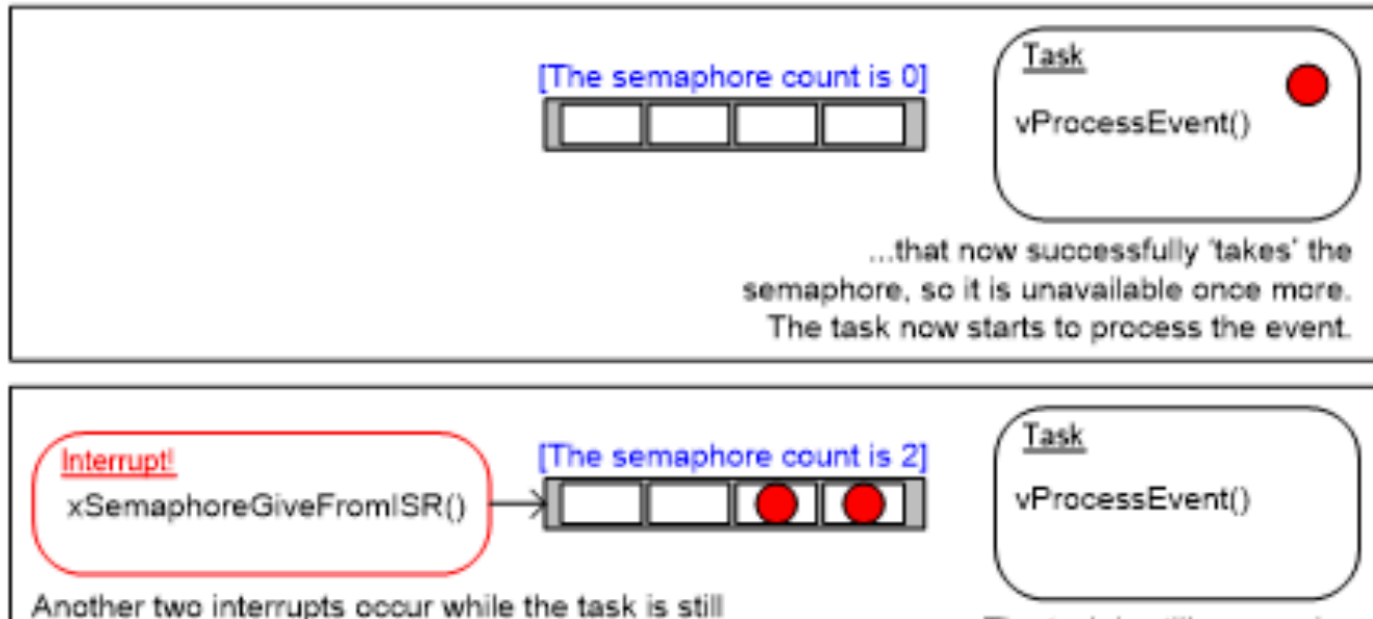 [The semaphore count is 0]
Task
vProcessEvent()
...that now successfully 'takes' the
semaphore, so it is unavailable once more.
The task now starts to process the event.
Interrupt!
xSemaphoreGiveFromISR()
[The semaphore count is 2]
Task
vProcessEvent()
Another two interrupts occur while the task is still